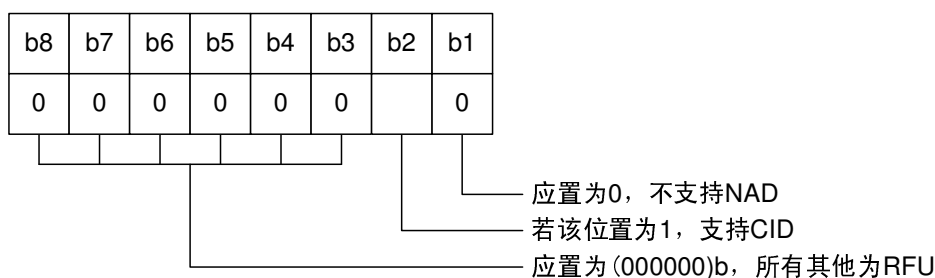 b8 b7 b6 b5 b4 b3 b2 b1
0 0 0 0 0 0 0
应置为0，不支持NAD
若该位置为1，支持CID
应置为(000000)b，所有其他为RFU